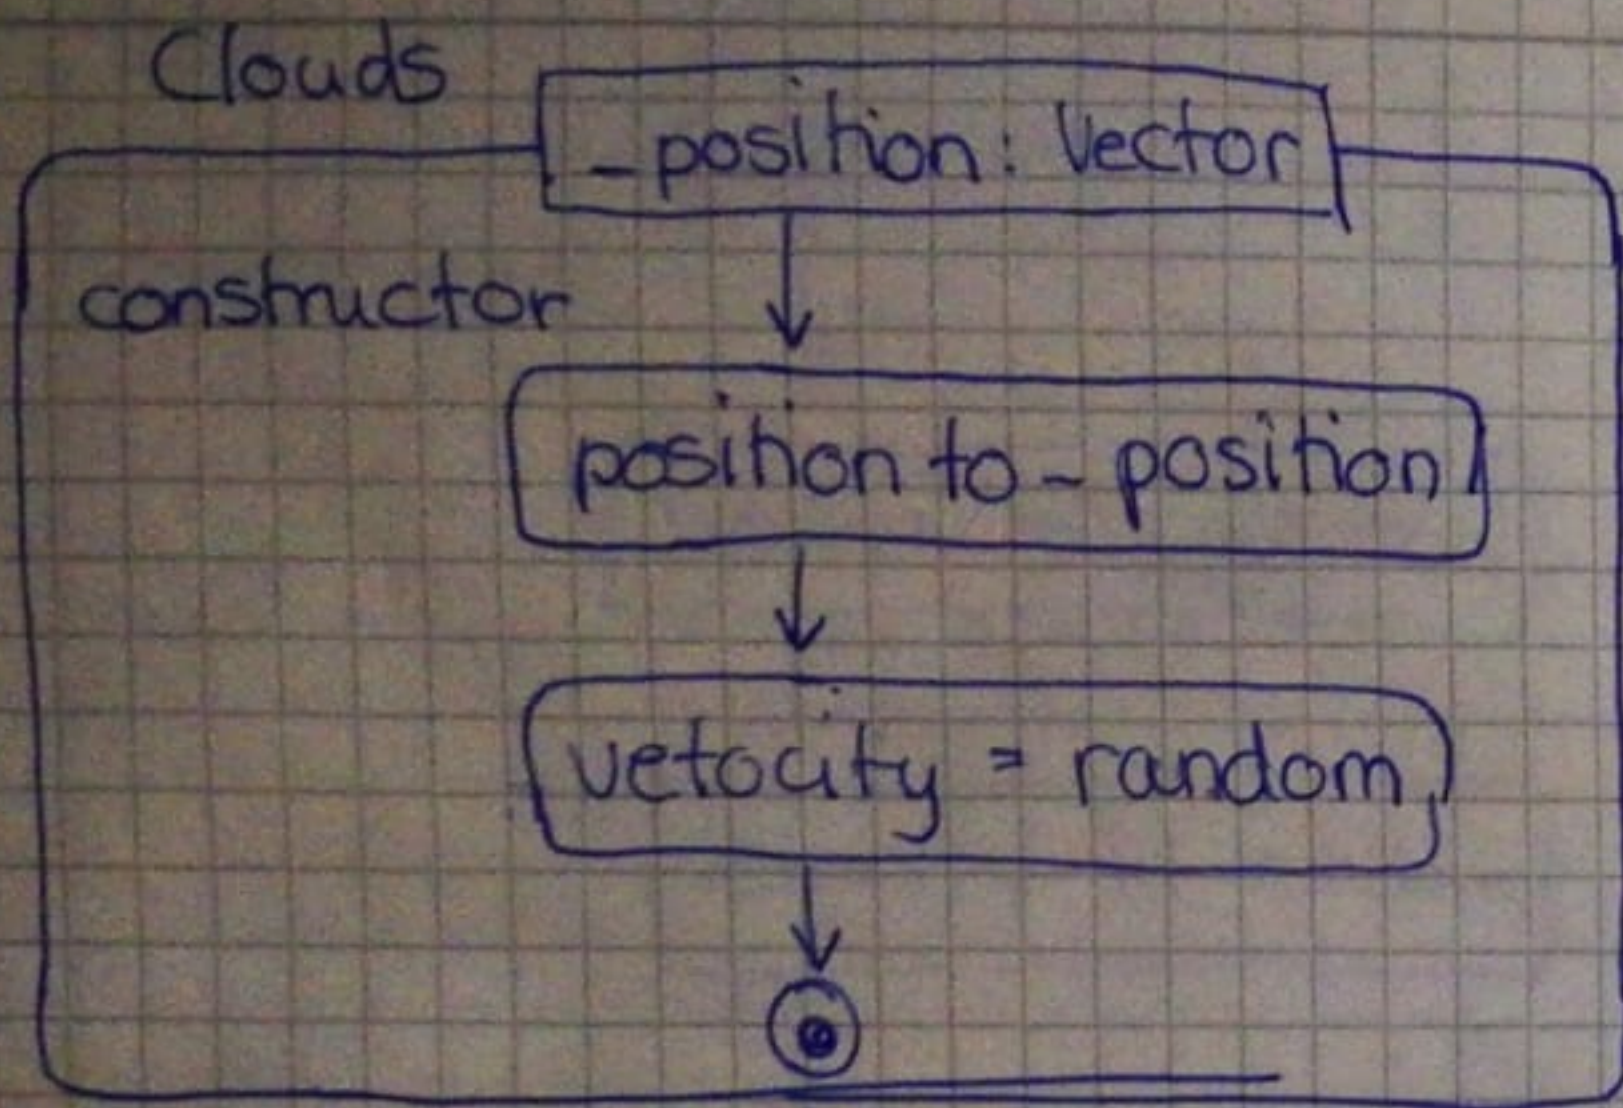 Clouds
_position: Vector
constructor
position to _position
velocity = random